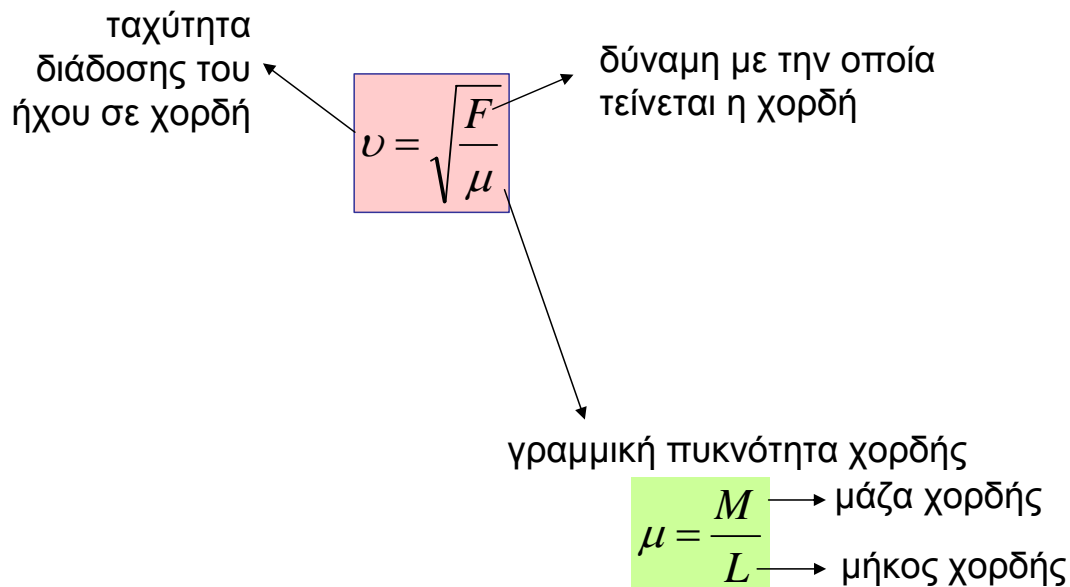 ταχύτητα
διάδοσης του
ήχου σε χορδή
υ = √(F/μ)
δύναμη με την οποία
τείνεται η χορδή
γραμμική πυκνότητα χορδής
μ = M/L
μάζα χορδής
μήκος χορδής